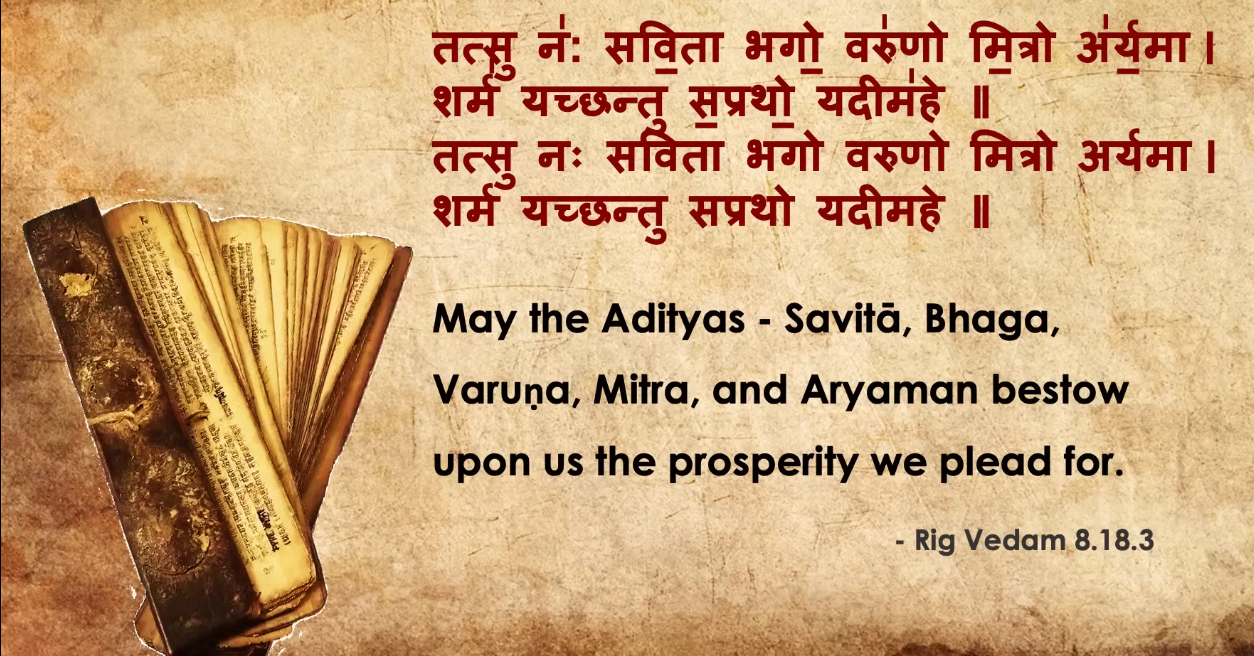 तत्सु न॑: सवि॒ता भगो॒ वरु॑णो मि॒त्रो अ॑र्य॒मा ।
शर्म॑ यच्छन्तु स॒प्रथो॒ यदीम॑हे ॥
तत्सु नः सविता भगो वरुणो मित्रो अर्यमा ।
शर्म यच्छन्तु सप्रथो यदीमहे ॥
May the Adityas - Savitā, Bhaga,
Varuṇa, Mitra, and Aryaman bestow
upon us the prosperity we plead for.
- Rig Vedam 8.18.3